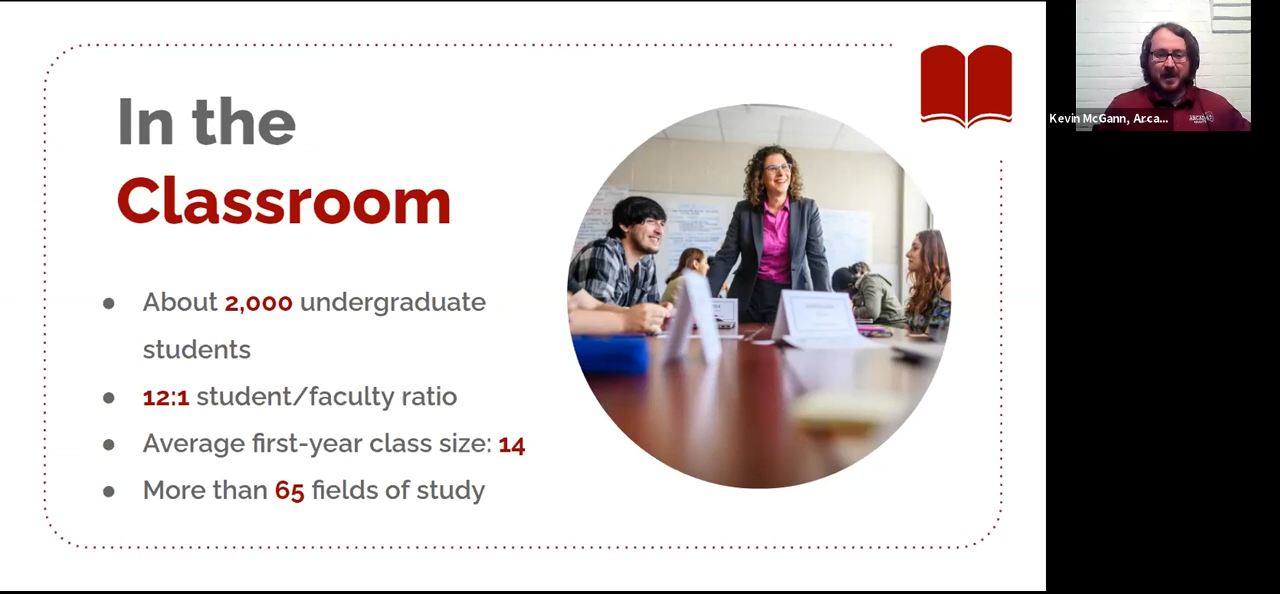 In the
Classroom
● About 2,000 undergraduate
students
● 12:1 student/faculty ratio
● Average first-year class size: 14
● More than 65 fields of study
Kevin McGann, Arca...